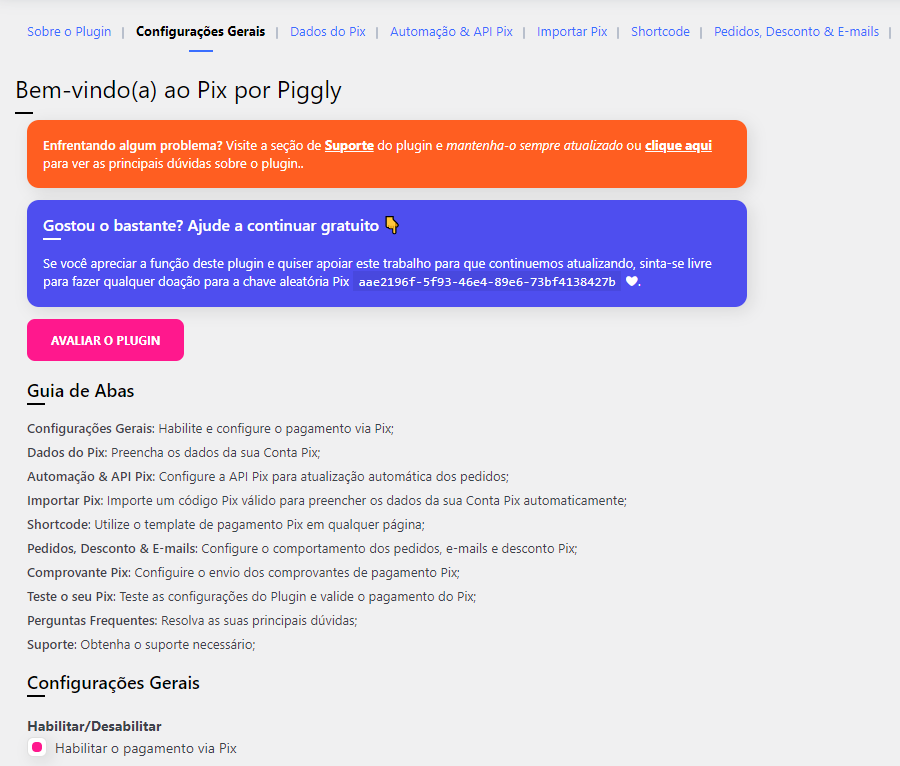 Sobre o Plugin | Configurações Gerais | Dados do Pix | Automação & API Pix | Importar Pix | Shortcode | Pedidos, Desconto & E-mails |
Bem-vindo(a) ao Pix por Piggly
Enfrentando algum problema? Visite a seção de Suporte do plugin e mantenha-o sempre atualizado ou clique aqui
para ver as principais dúvidas sobre o plugin..
Gostou o bastante? Ajude a continuar gratuito 👇
Se você apreciar a função deste plugin e quiser apoiar este trabalho para que continuemos atualizando, sinta-se livre
para fazer qualquer doação para a chave aleatória Pix aae2196f-5f93-46e4-89e6-73bf4138427b 🤍.
AVALIAR O PLUGIN
Guia de Abas
Configurações Gerais: Habilite e configure o pagamento via Pix;
Dados do Pix: Preencha os dados da sua Conta Pix;
Automação & API Pix: Configure a API Pix para atualização automática dos pedidos;
Importar Pix: Importe um código Pix válido para preencher os dados da sua Conta Pix automaticamente;
Shortcode: Utilize o template de pagamento Pix em qualquer página;
Pedidos, Desconto & E-mails: Configure o comportamento dos pedidos, e-mails e desconto Pix;
Comprovante Pix: Configuire o envio dos comprovantes de pagamento Pix;
Teste o seu Pix: Teste as configurações do Plugin e valide o pagamento do Pix;
Perguntas Frequentes: Resolva as suas principais dúvidas;
Suporte: Obtenha o suporte necessário;
Configurações Gerais
Habilitar/Desabilitar
Habilitar o pagamento via Pix